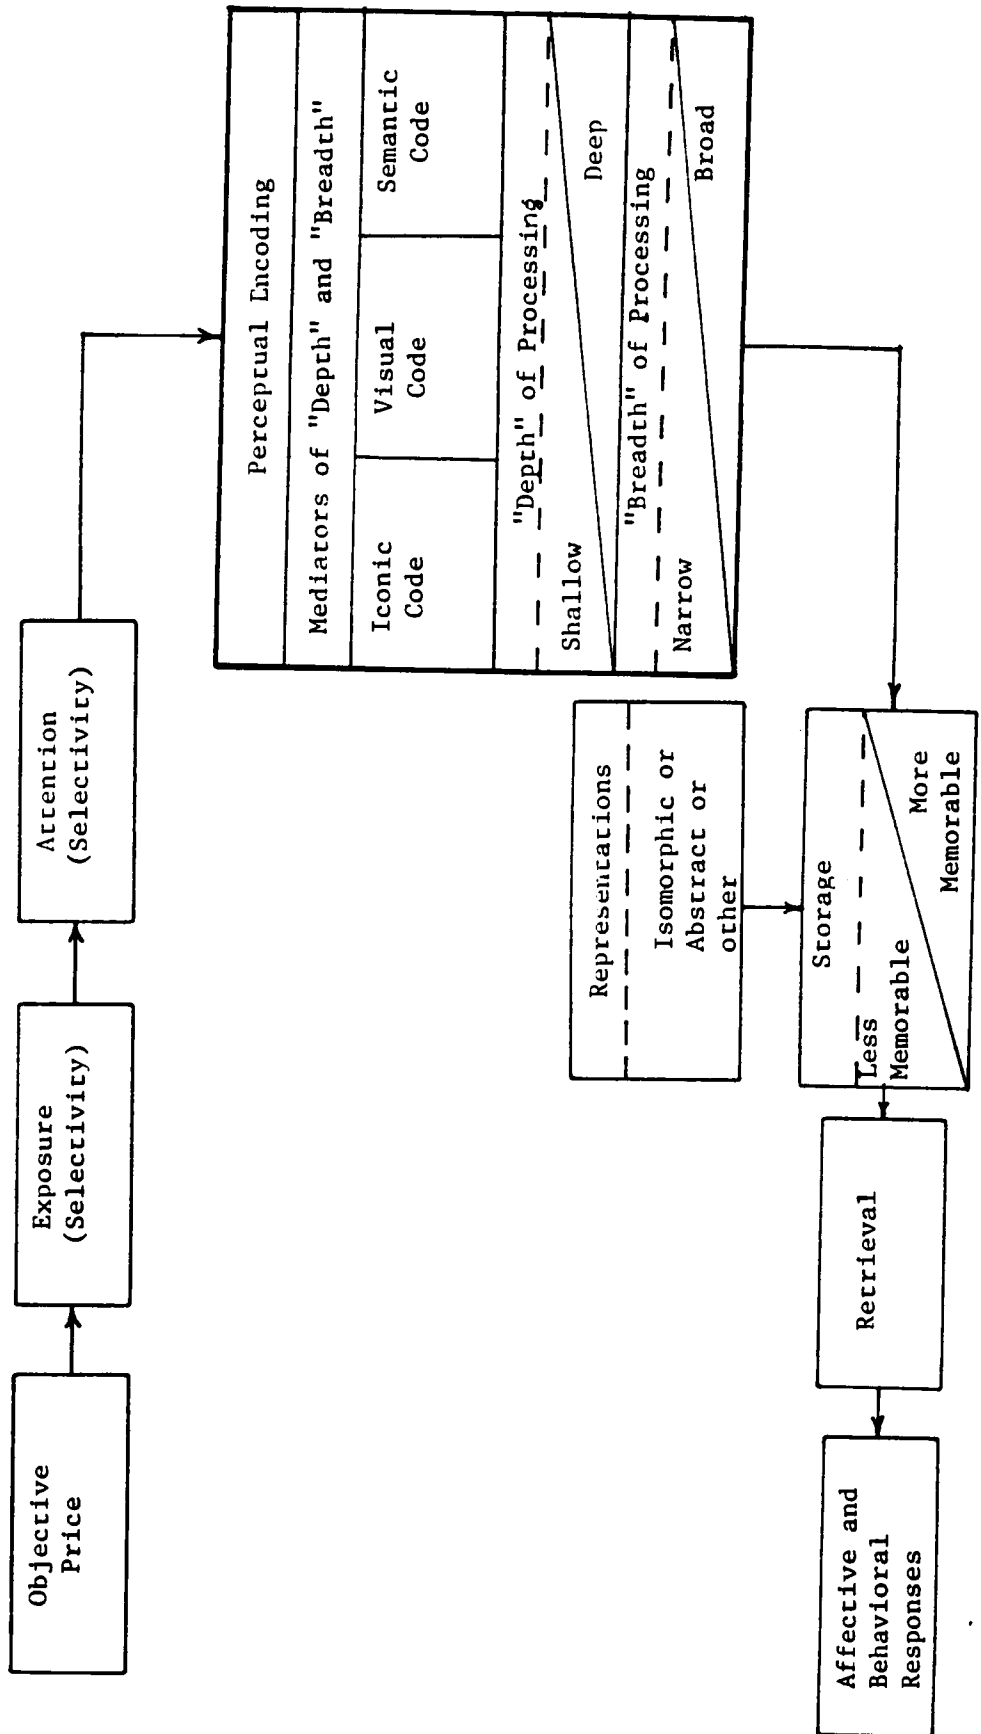 Objective
Price
Exposure
(Selectivity)
Attention
(Selectivity)
Perceptual Encoding
Mediators of "Depth" and "Breadth"
Iconic
Code
Visual
Code
Semantic
Code
"Depth" of Processing
Shallow
Deep
"Breadth" of Processing
Narrow
Broad
Representations
Isomorphic or
Abstract or
other
Storage
Less
Memorable
More
Memorable
Retrieval
Affective and
Behavioral
Responses